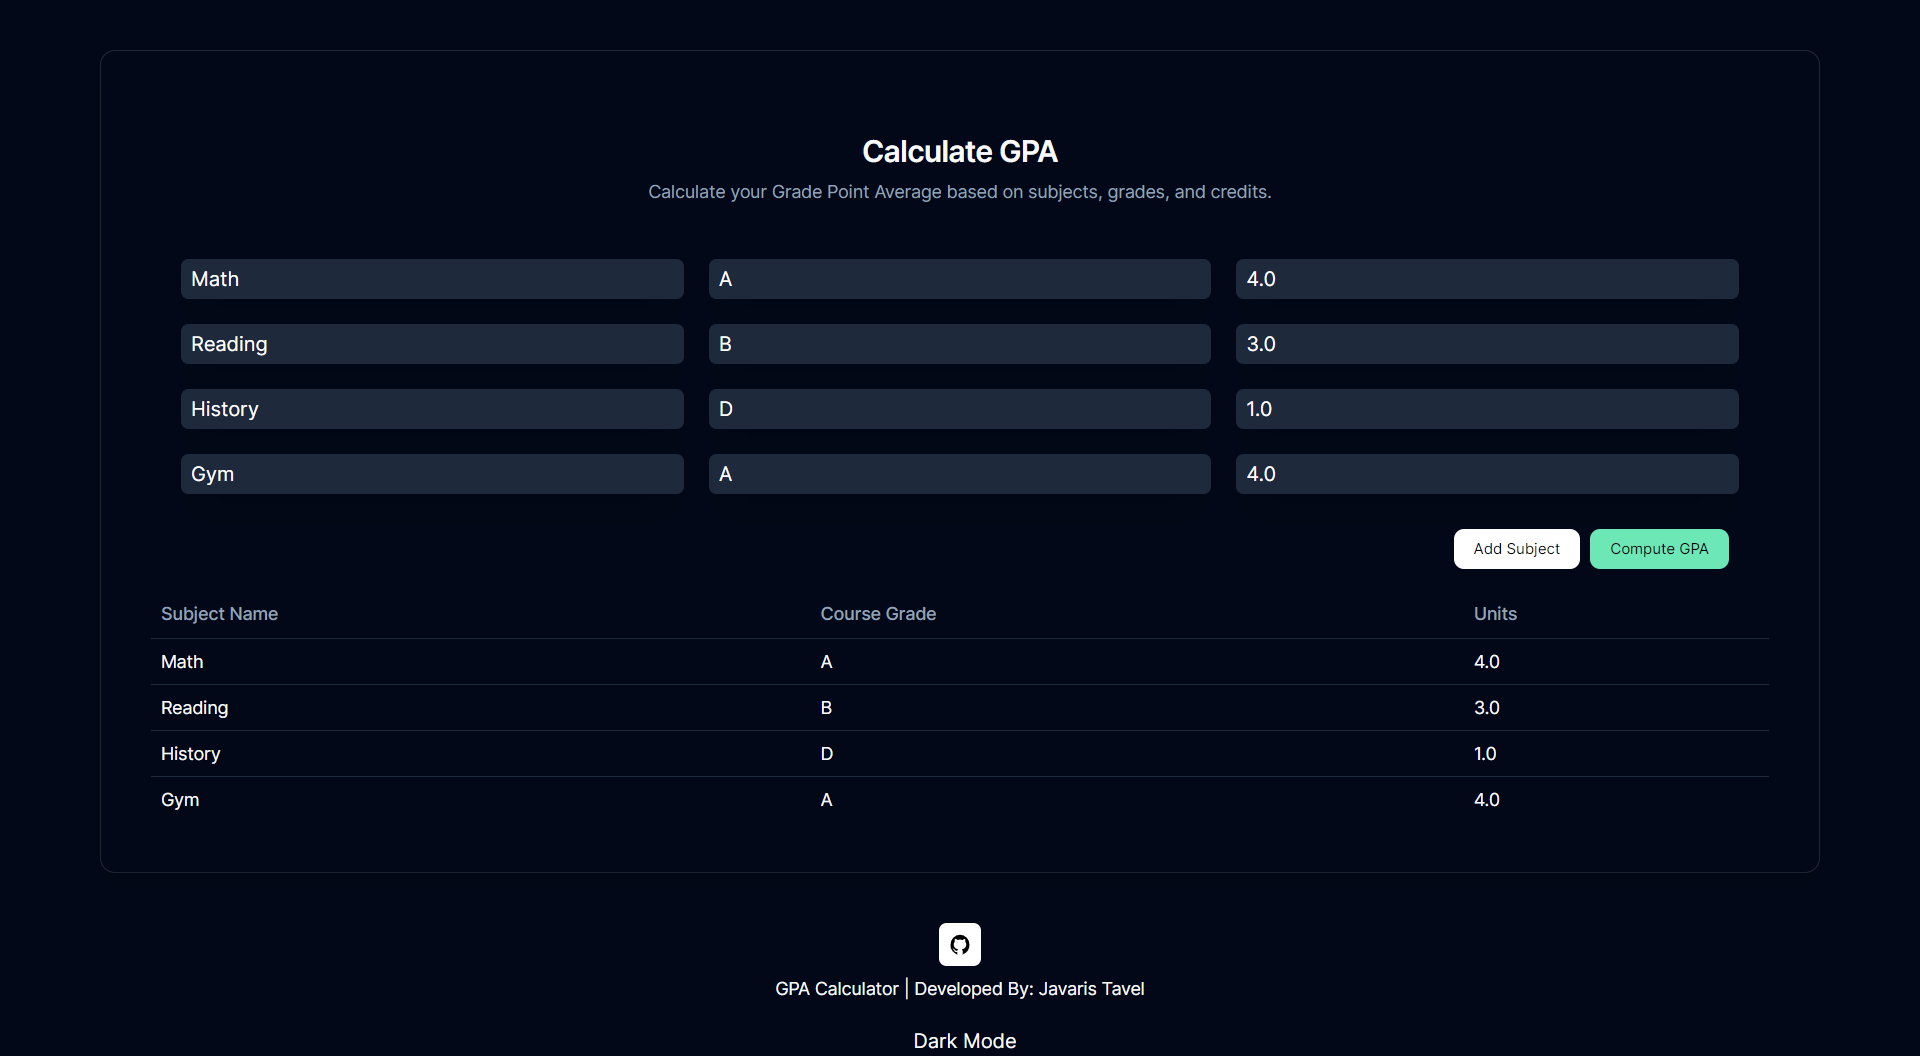 Calculate GPA
Calculate your Grade Point Average based on subjects, grades, and credits.
Math A 4.0
Reading B 3.0
History D 1.0
Gym A 4.0
Add Subject Compute GPA
Subject Name Course Grade Units
Math A 4.0
Reading B 3.0
History D 1.0
Gym A 4.0
GPA Calculator | Developed By: Javaris Tavel
Dark Mode